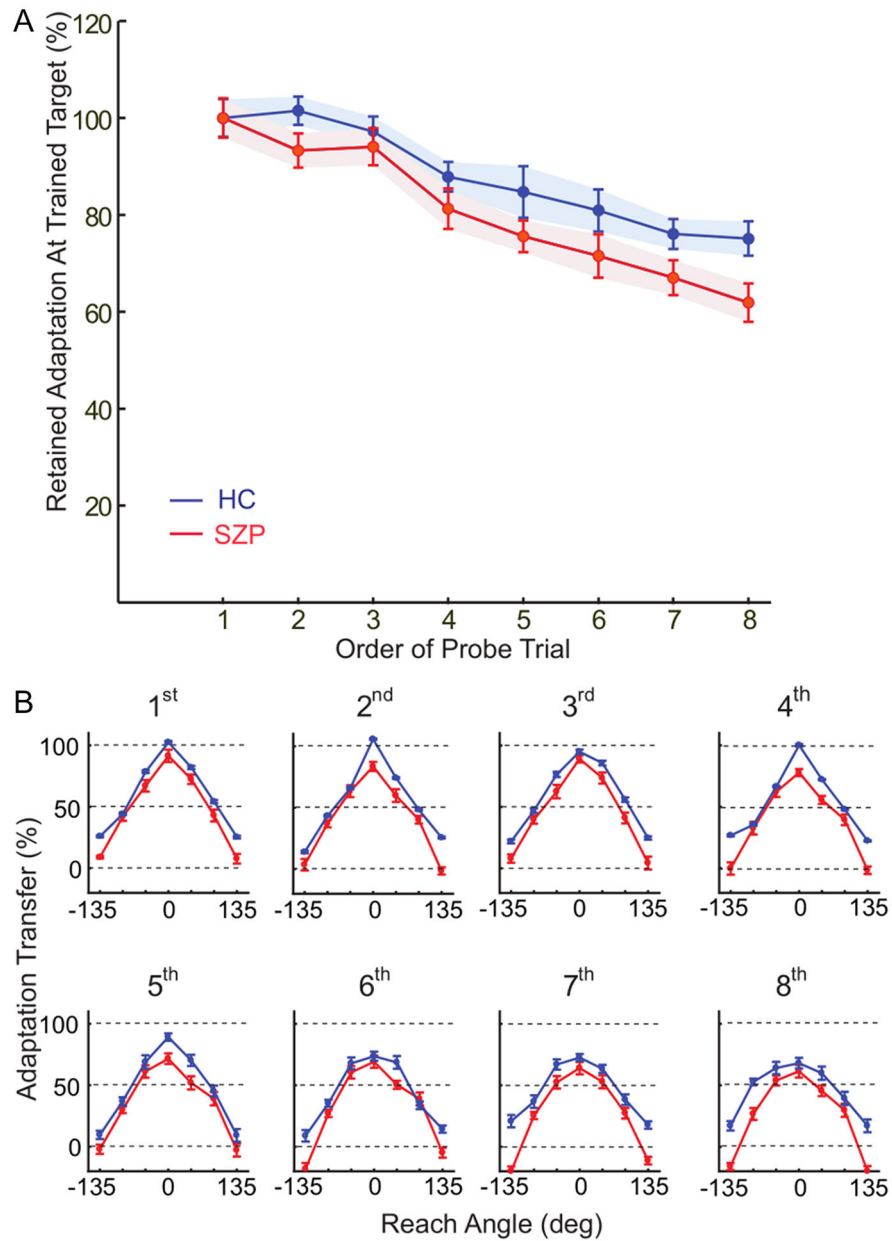 A
Retained Adaptation At Trained Target (%)
120
100
80
60
40
20
HC
SZP
1 2 3 4 5 6 7 8
Order of Probe Trial
B
Adaptation Transfer (%)
1st 2nd 3rd 4th
100
50
0
-135 0 135 -135 0 135 -135 0 135 -135 0 135
5th 6th 7th 8th
100
50
0
-135 0 135 -135 0 135 -135 0 135 -135 0 135
Reach Angle (deg)